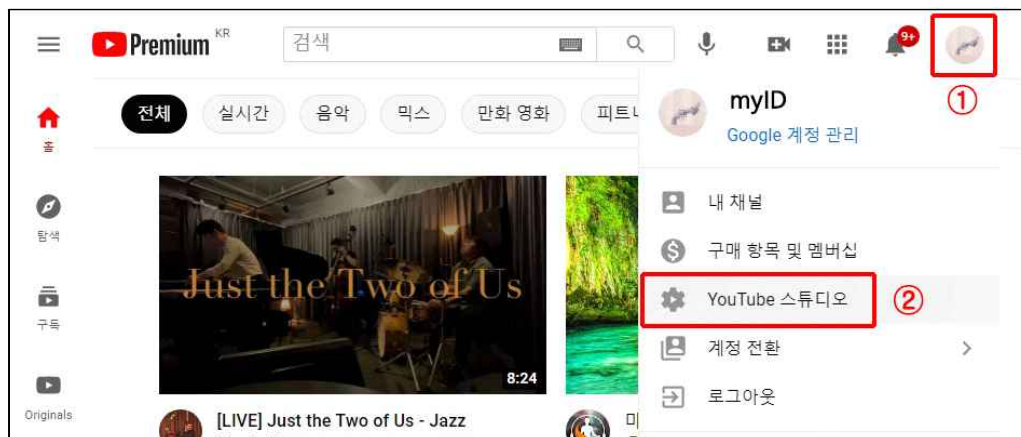 Premium KR
검색
9+
①
전체 실시간 음악 믹스 만화 영화
myID
Google 계정 관리
홈
탐색
구독
Originals
Just the Two of Us
8:24
[LIVE] Just the Two of Us - Jazz
내 채널
구매 항목 및 멤버십
YouTube 스튜디오 ②
계정 전환
로그아웃